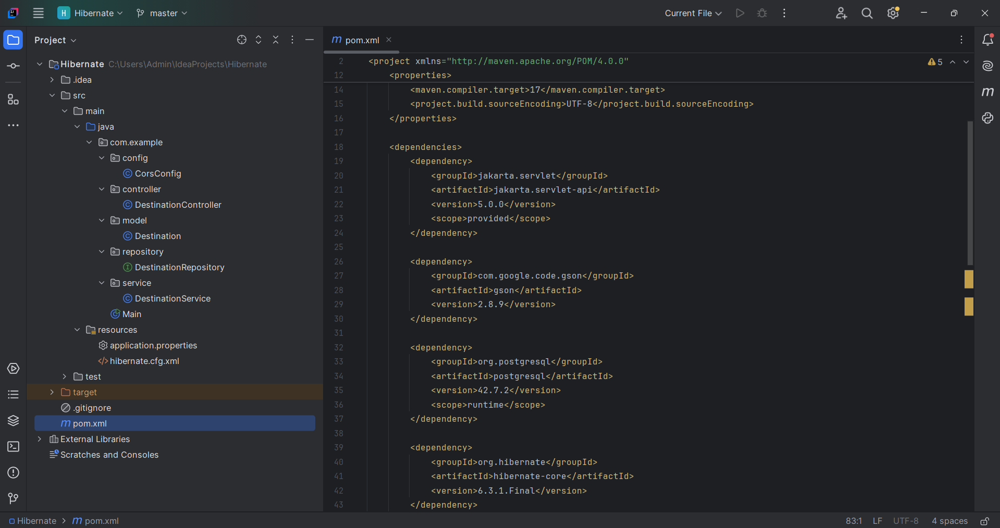 H Hibernate master Current File
Project
Hibernate C:\Users\Admin\IdeaProjects\Hibernate
.idea
src
main
java
com.example
config
CorsConfig
controller
DestinationController
model
Destination
repository
DestinationRepository
service
DestinationService
Main
resources
application.properties
hibernate.cfg.xml
test
target
.gitignore
m pom.xml
External Libraries
Scratches and Consoles
m pom.xml
5
2 <project xmlns="http://maven.apache.org/POM/4.0.0"
12 <properties>
14 <maven.compiler.target>17</maven.compiler.target>
15 <project.build.sourceEncoding>UTF-8</project.build.sourceEncoding>
16 </properties>
17
18 <dependencies>
19 <dependency>
20 <groupId>jakarta.servlet</groupId>
21 <artifactId>jakarta.servlet-api</artifactId>
22 <version>5.0.0</version>
23 <scope>provided</scope>
24 </dependency>
25
26 <dependency>
27 <groupId>com.google.code.gson</groupId>
28 <artifactId>gson</artifactId>
29 <version>2.8.9</version>
30 </dependency>
31
32 <dependency>
33 <groupId>org.postgresql</groupId>
34 <artifactId>postgresql</artifactId>
35 <version>42.7.2</version>
36 <scope>runtime</scope>
37 </dependency>
38
39 <dependency>
40 <groupId>org.hibernate</groupId>
41 <artifactId>hibernate-core</artifactId>
42 <version>6.3.1.Final</version>
43 </dependency>
Hibernate > m pom.xml
83:1 LF UTF-8 4 spaces